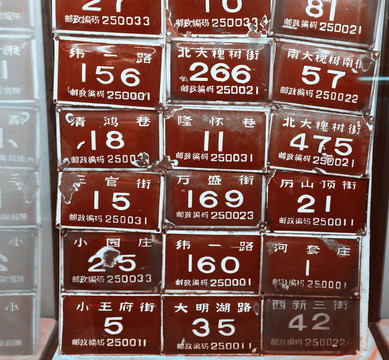 27
邮政编码 250033
10
邮政编码 250021
81
邮政编码 250021
纬一路
156
邮政编码 250001
北大槐树街
266
邮政编码 250021
南大槐树南街
57
邮政编码 250022
清鸿巷
18
邮政编码 250031
隆怀巷
11
邮政编码 250031
北大槐树街
475
250021
三官街
15
邮政编码 250031
万盛街
169
邮政编码 250023
房山顶街
21
邮政编码 250011
小园庄
25
邮政编码 250033
纬一路
160
邮政编码 250001
河套庄
1
邮政编码 250001
小王府街
5
邮政编码 250011
大明湖路
35
邮政编码 250011
西新三街
42
邮政编码 250022